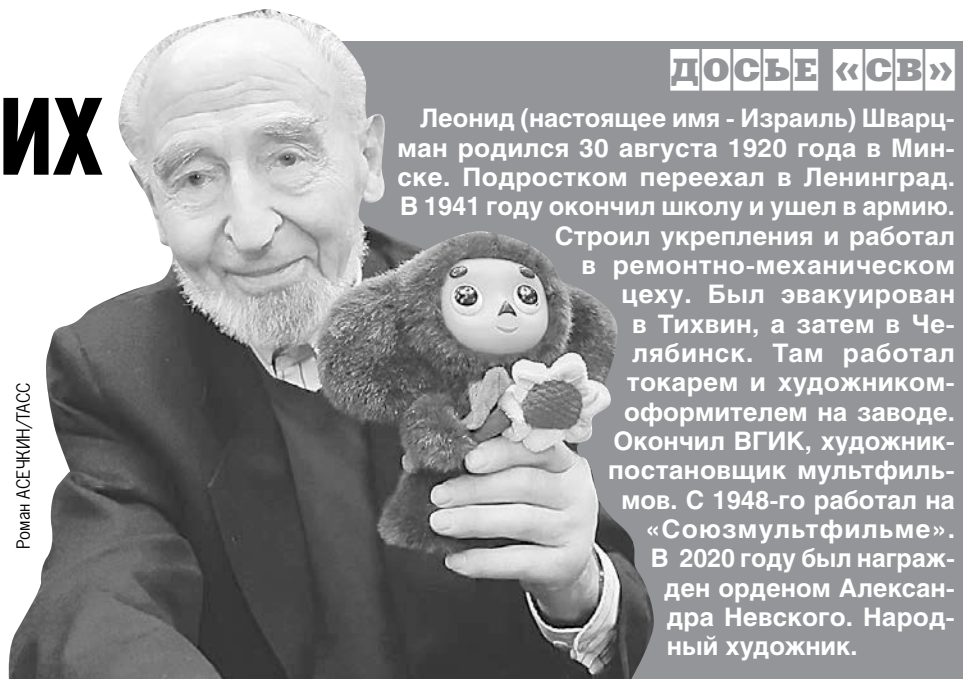 ИХ
ДОСЬЕ «СВ»
Леонид (настоящее имя - Израиль) Шварц-
ман родился 30 августа 1920 года в Мин-
ске. Подростком переехал в Ленинград.
В 1941 году окончил школу и ушел в армию.
Строил укрепления и работал
в ремонтно-механическом
цеху. Был эвакуирован
в Тихвин, а затем в Че-
лябинск. Там работал
токарем и художником-
оформителем на заводе.
Окончил ВГИК, художник-
постановщик мультфиль-
мов. С 1948-го работал на
«Союзмультфильме».
В 2020 году был награж-
ден орденом Алексан-
дра Невского. Народ-
ный художник.
Роман АСЕЧКИН/ТАСС